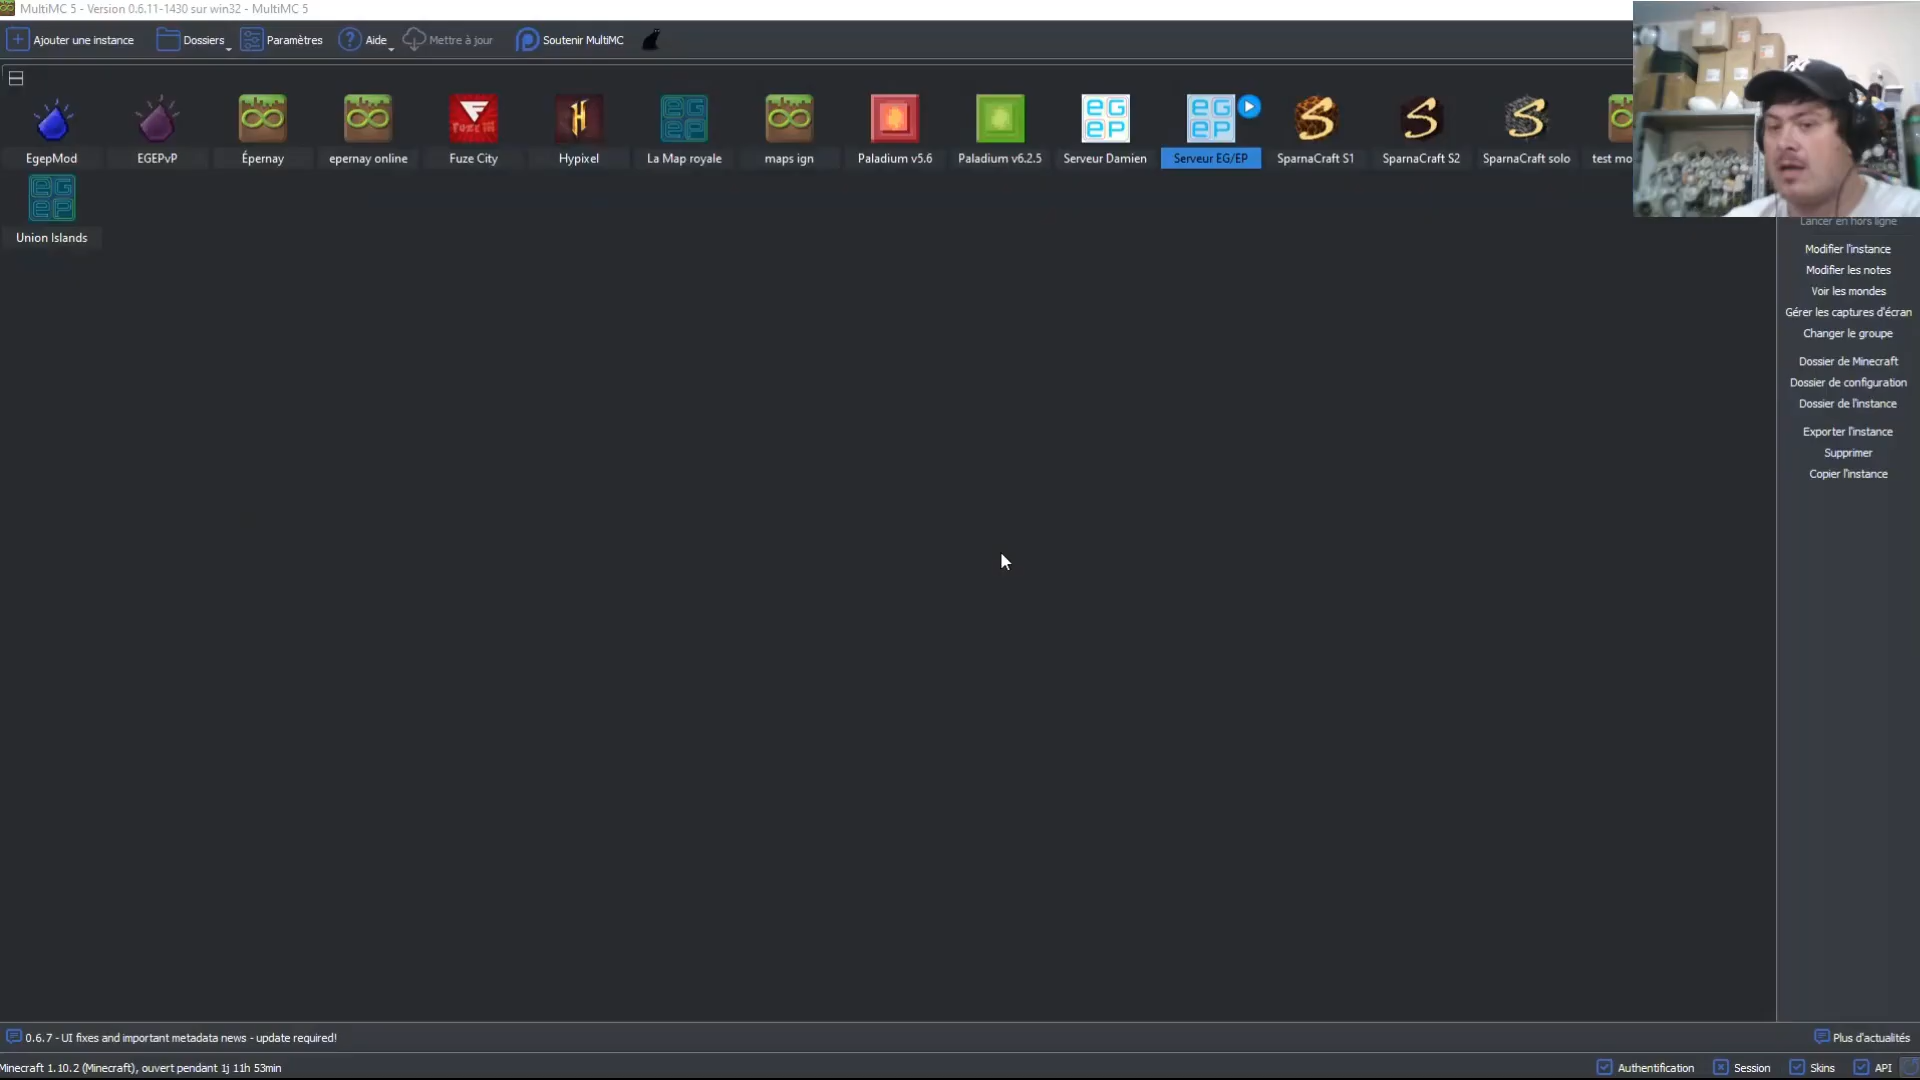 MultiMC 5 - Version 0.6.11-1430 sur win32 - MultiMC 5
Ajouter une instance Dossiers Paramètres Aide Mettre à jour Soutenir MultiMC
EgepMod EGEPvP Épernay epernay online Fuze City Hypixel La Map royale maps ign Paladium v5.6 Paladium v6.2.5 Serveur Damien Serveur EG/EP SparnaCraft S1 SparnaCraft S2 SparnaCraft solo test mo
Union Islands
Lancer en hors ligne
Modifier l'instance
Modifier les notes
Voir les mondes
Gérer les captures d'écran
Changer le groupe
Dossier de Minecraft
Dossier de configuration
Dossier de l'instance
Exporter l'instance
Supprimer
Copier l'instance
0.6.7 - UI fixes and important metadata news - update required! Plus d'actualités
Minecraft 1.10.2 (Minecraft), ouvert pendant 1j 11h 53min Authentification Session Skins API